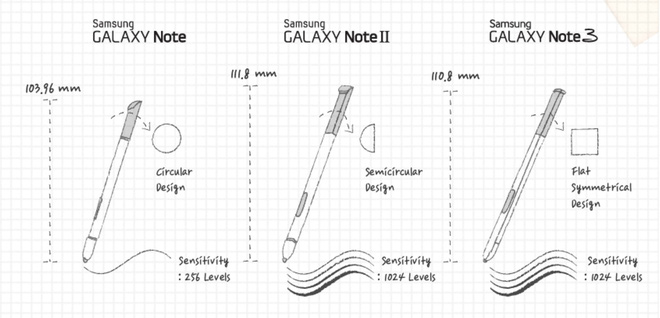 Samsung
GALAXY Note
Samsung
GALAXY Note II
Samsung
GALAXY Note 3
103.96 mm
111.8 mm
110.8 mm
Circular
Design
Semicircular
Design
Flat
Symmetrical
Design
Sensitivity
: 256 Levels
Sensitivity
: 1024 Levels
Sensitivity
: 1024 Levels